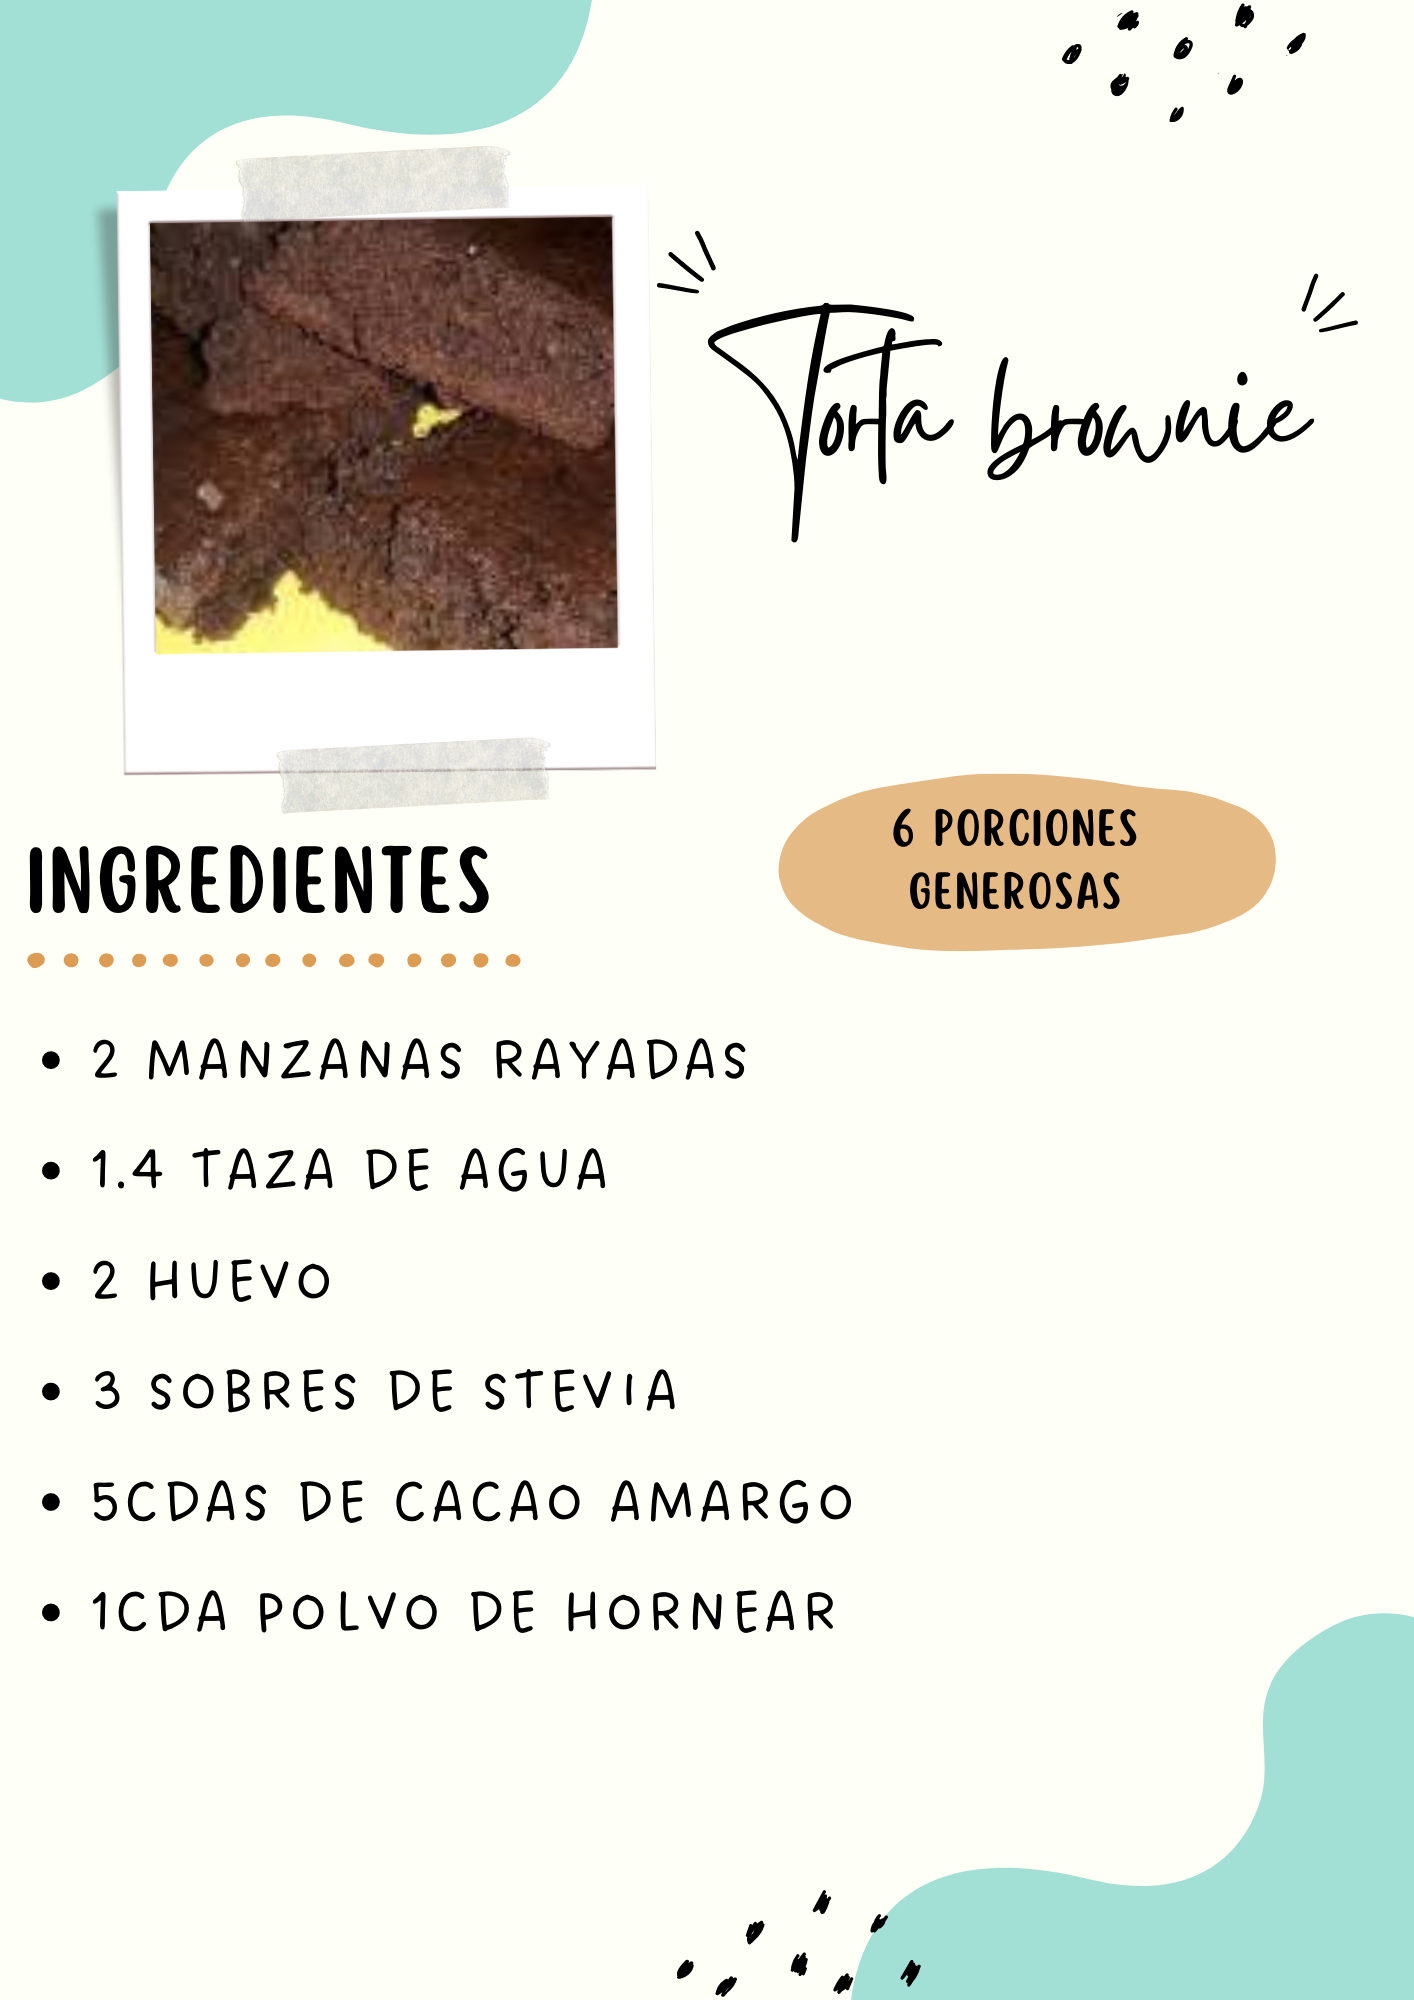 Torta brownie
6 PORCIONES
GENEROSAS
INGREDIENTES
2 MANZANAS RAYADAS
1.4 TAZA DE AGUA
2 HUEVO
3 SOBRES DE STEVIA
5CDAS DE CACAO AMARGO
1CDA POLVO DE HORNEAR